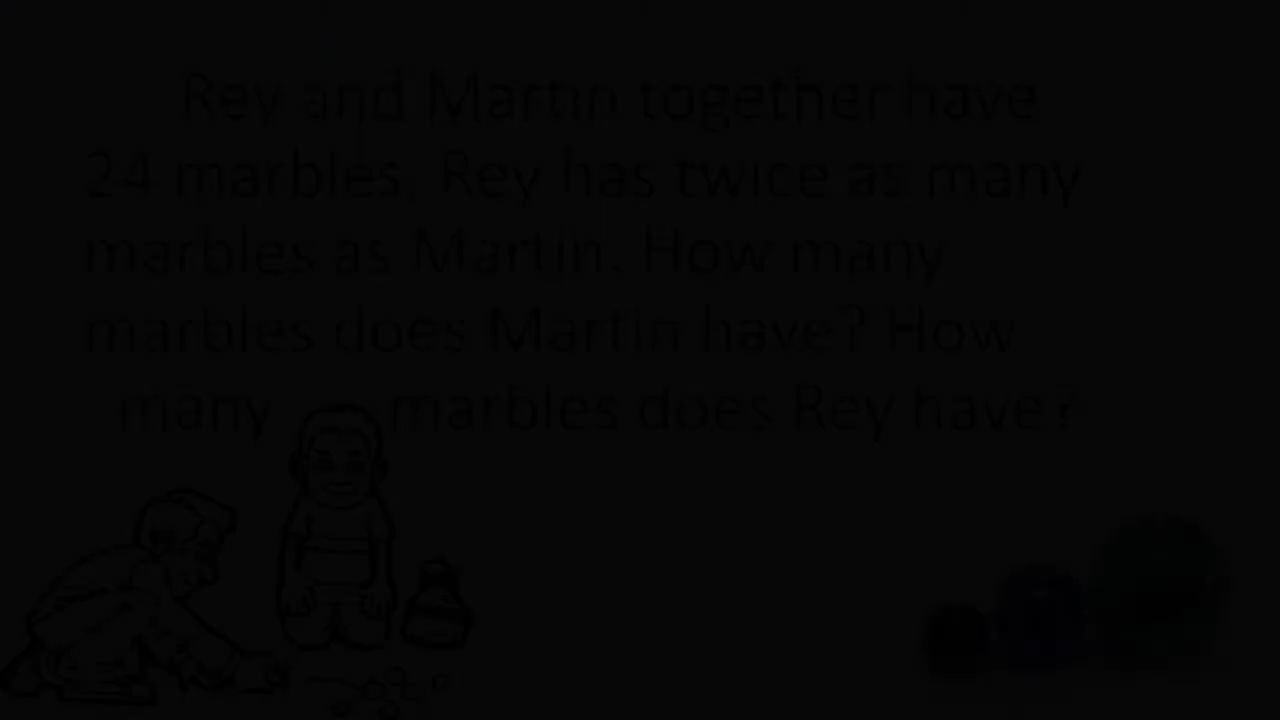 Rey and Martin together have
24 marbles. Rey has twice as many
marbles as Martin. How many
marbles does Martin have? How
many marbles does Rey have?